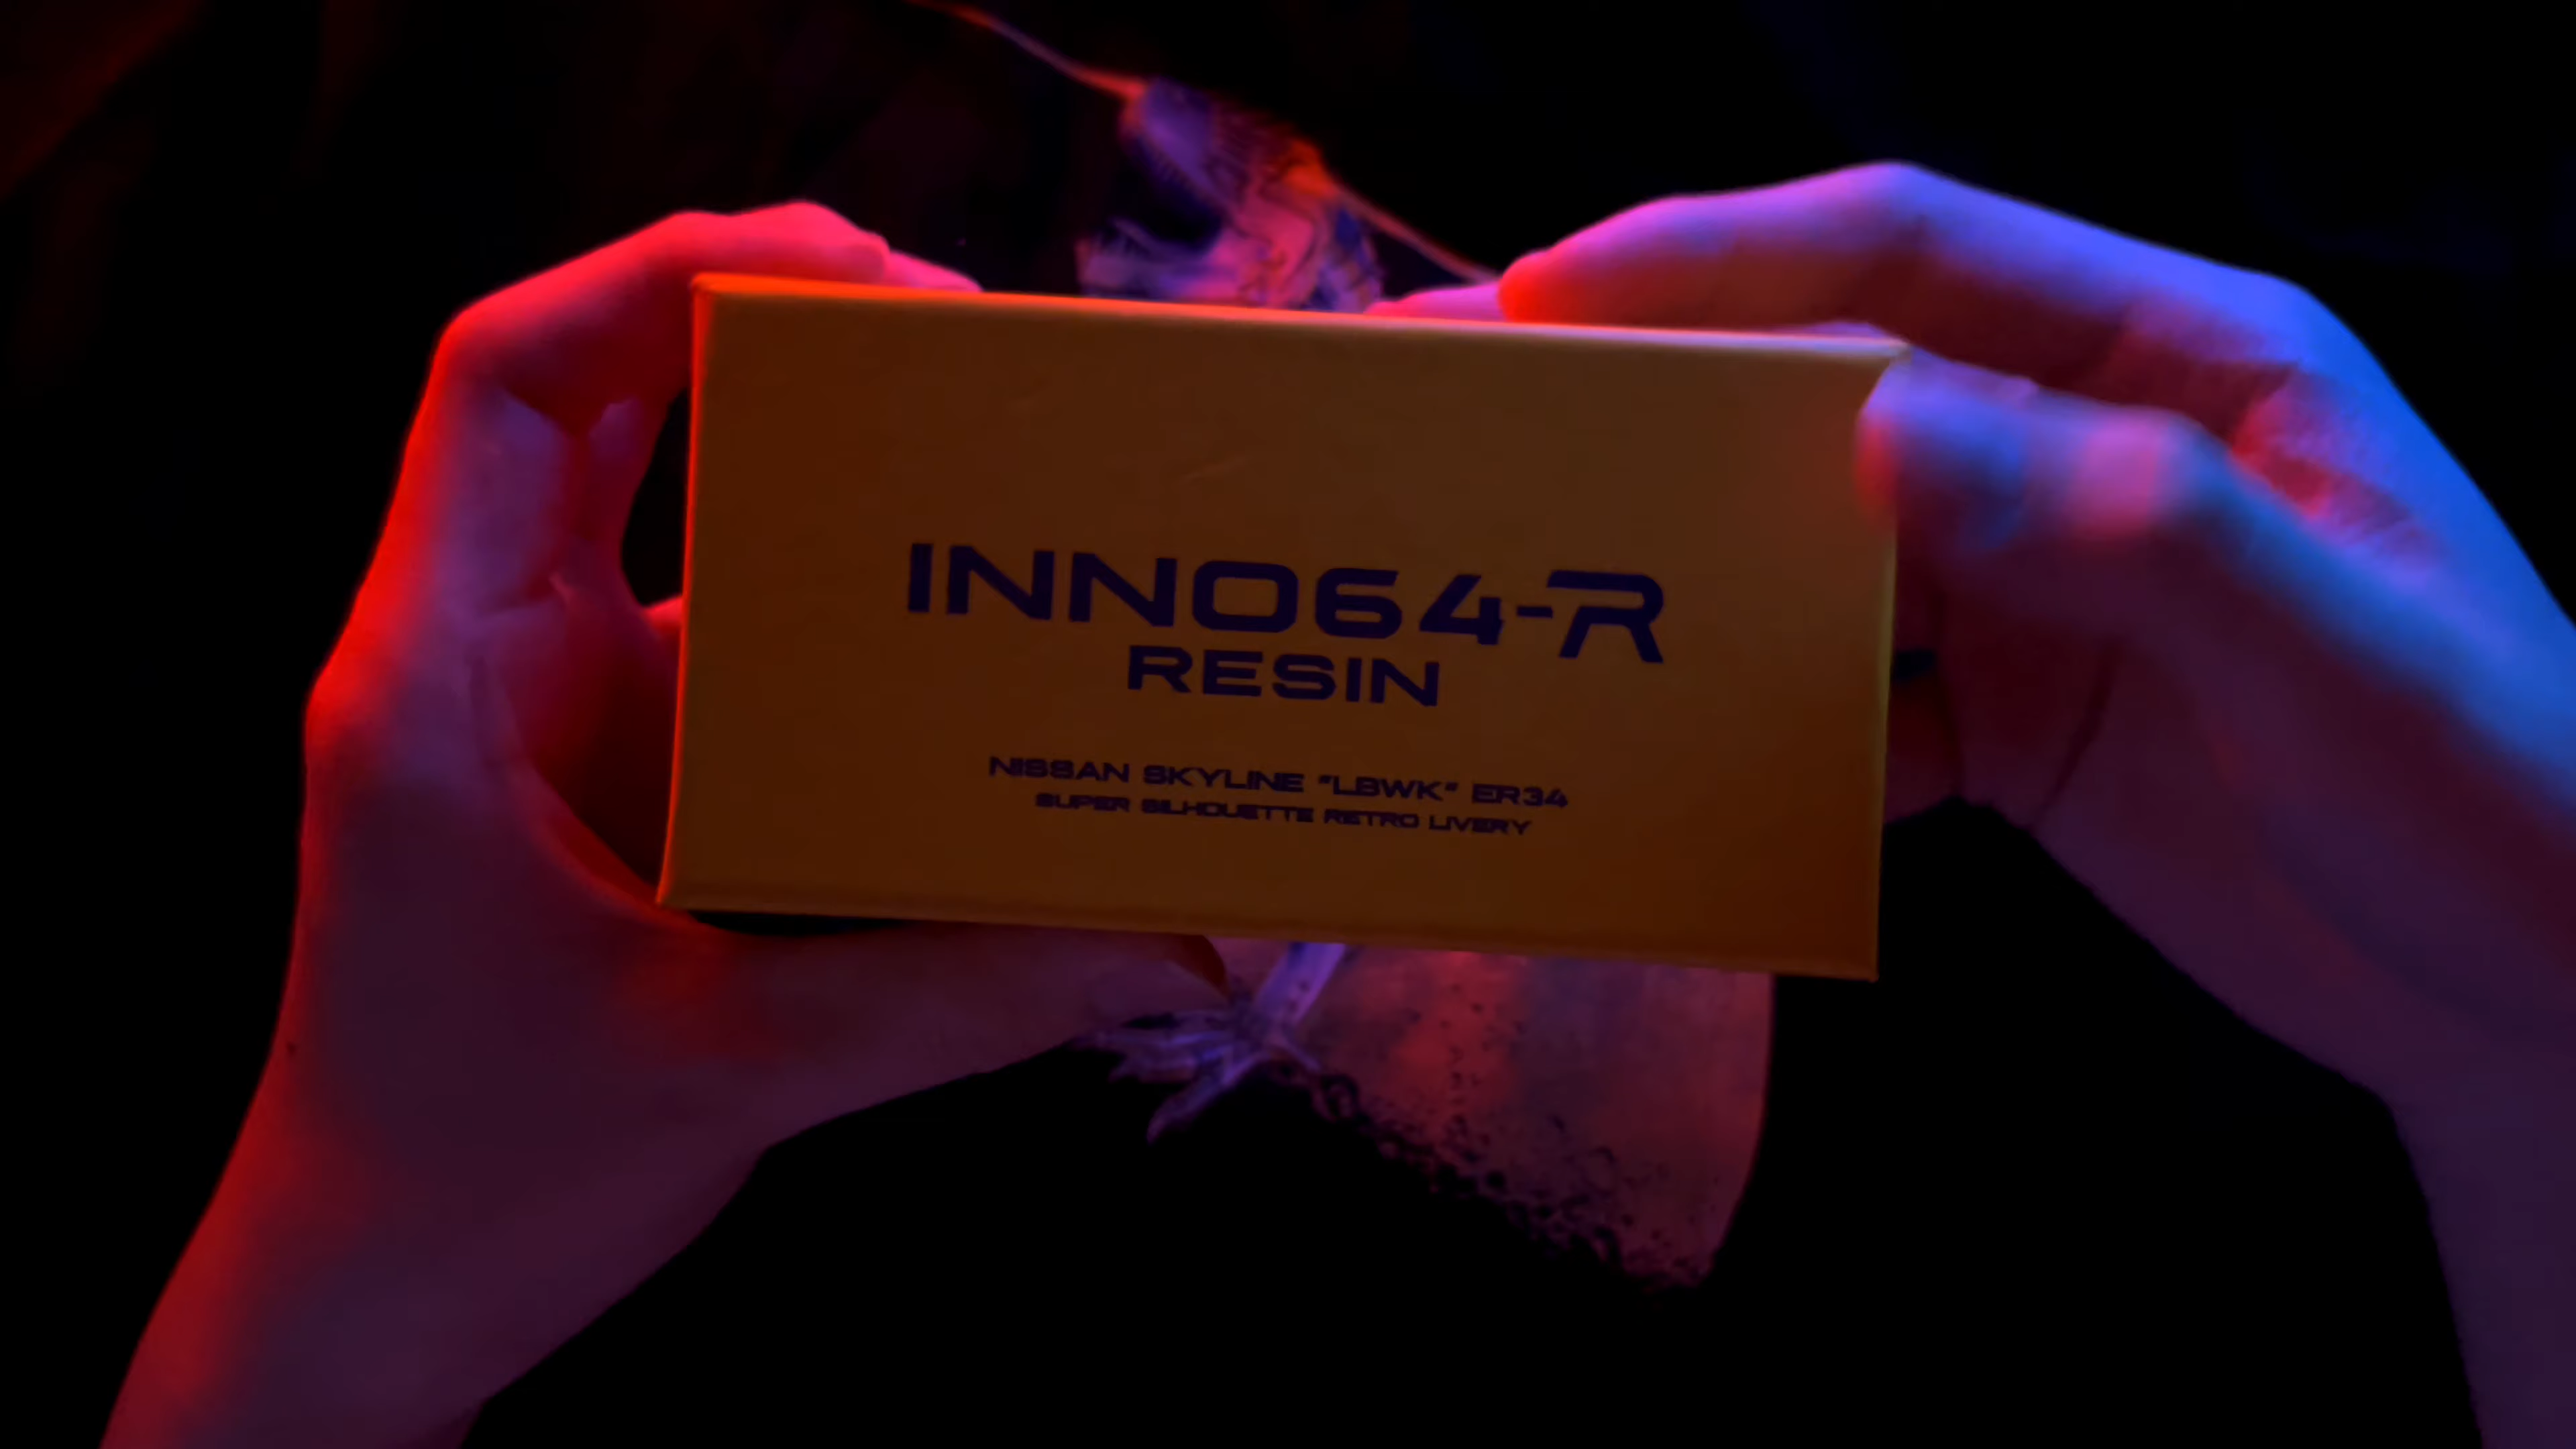 INNO64-R
RESIN
NISSAN SKYLINE "LBWK" ER34
SUPER SILHOUETTE RETRO LIVERY